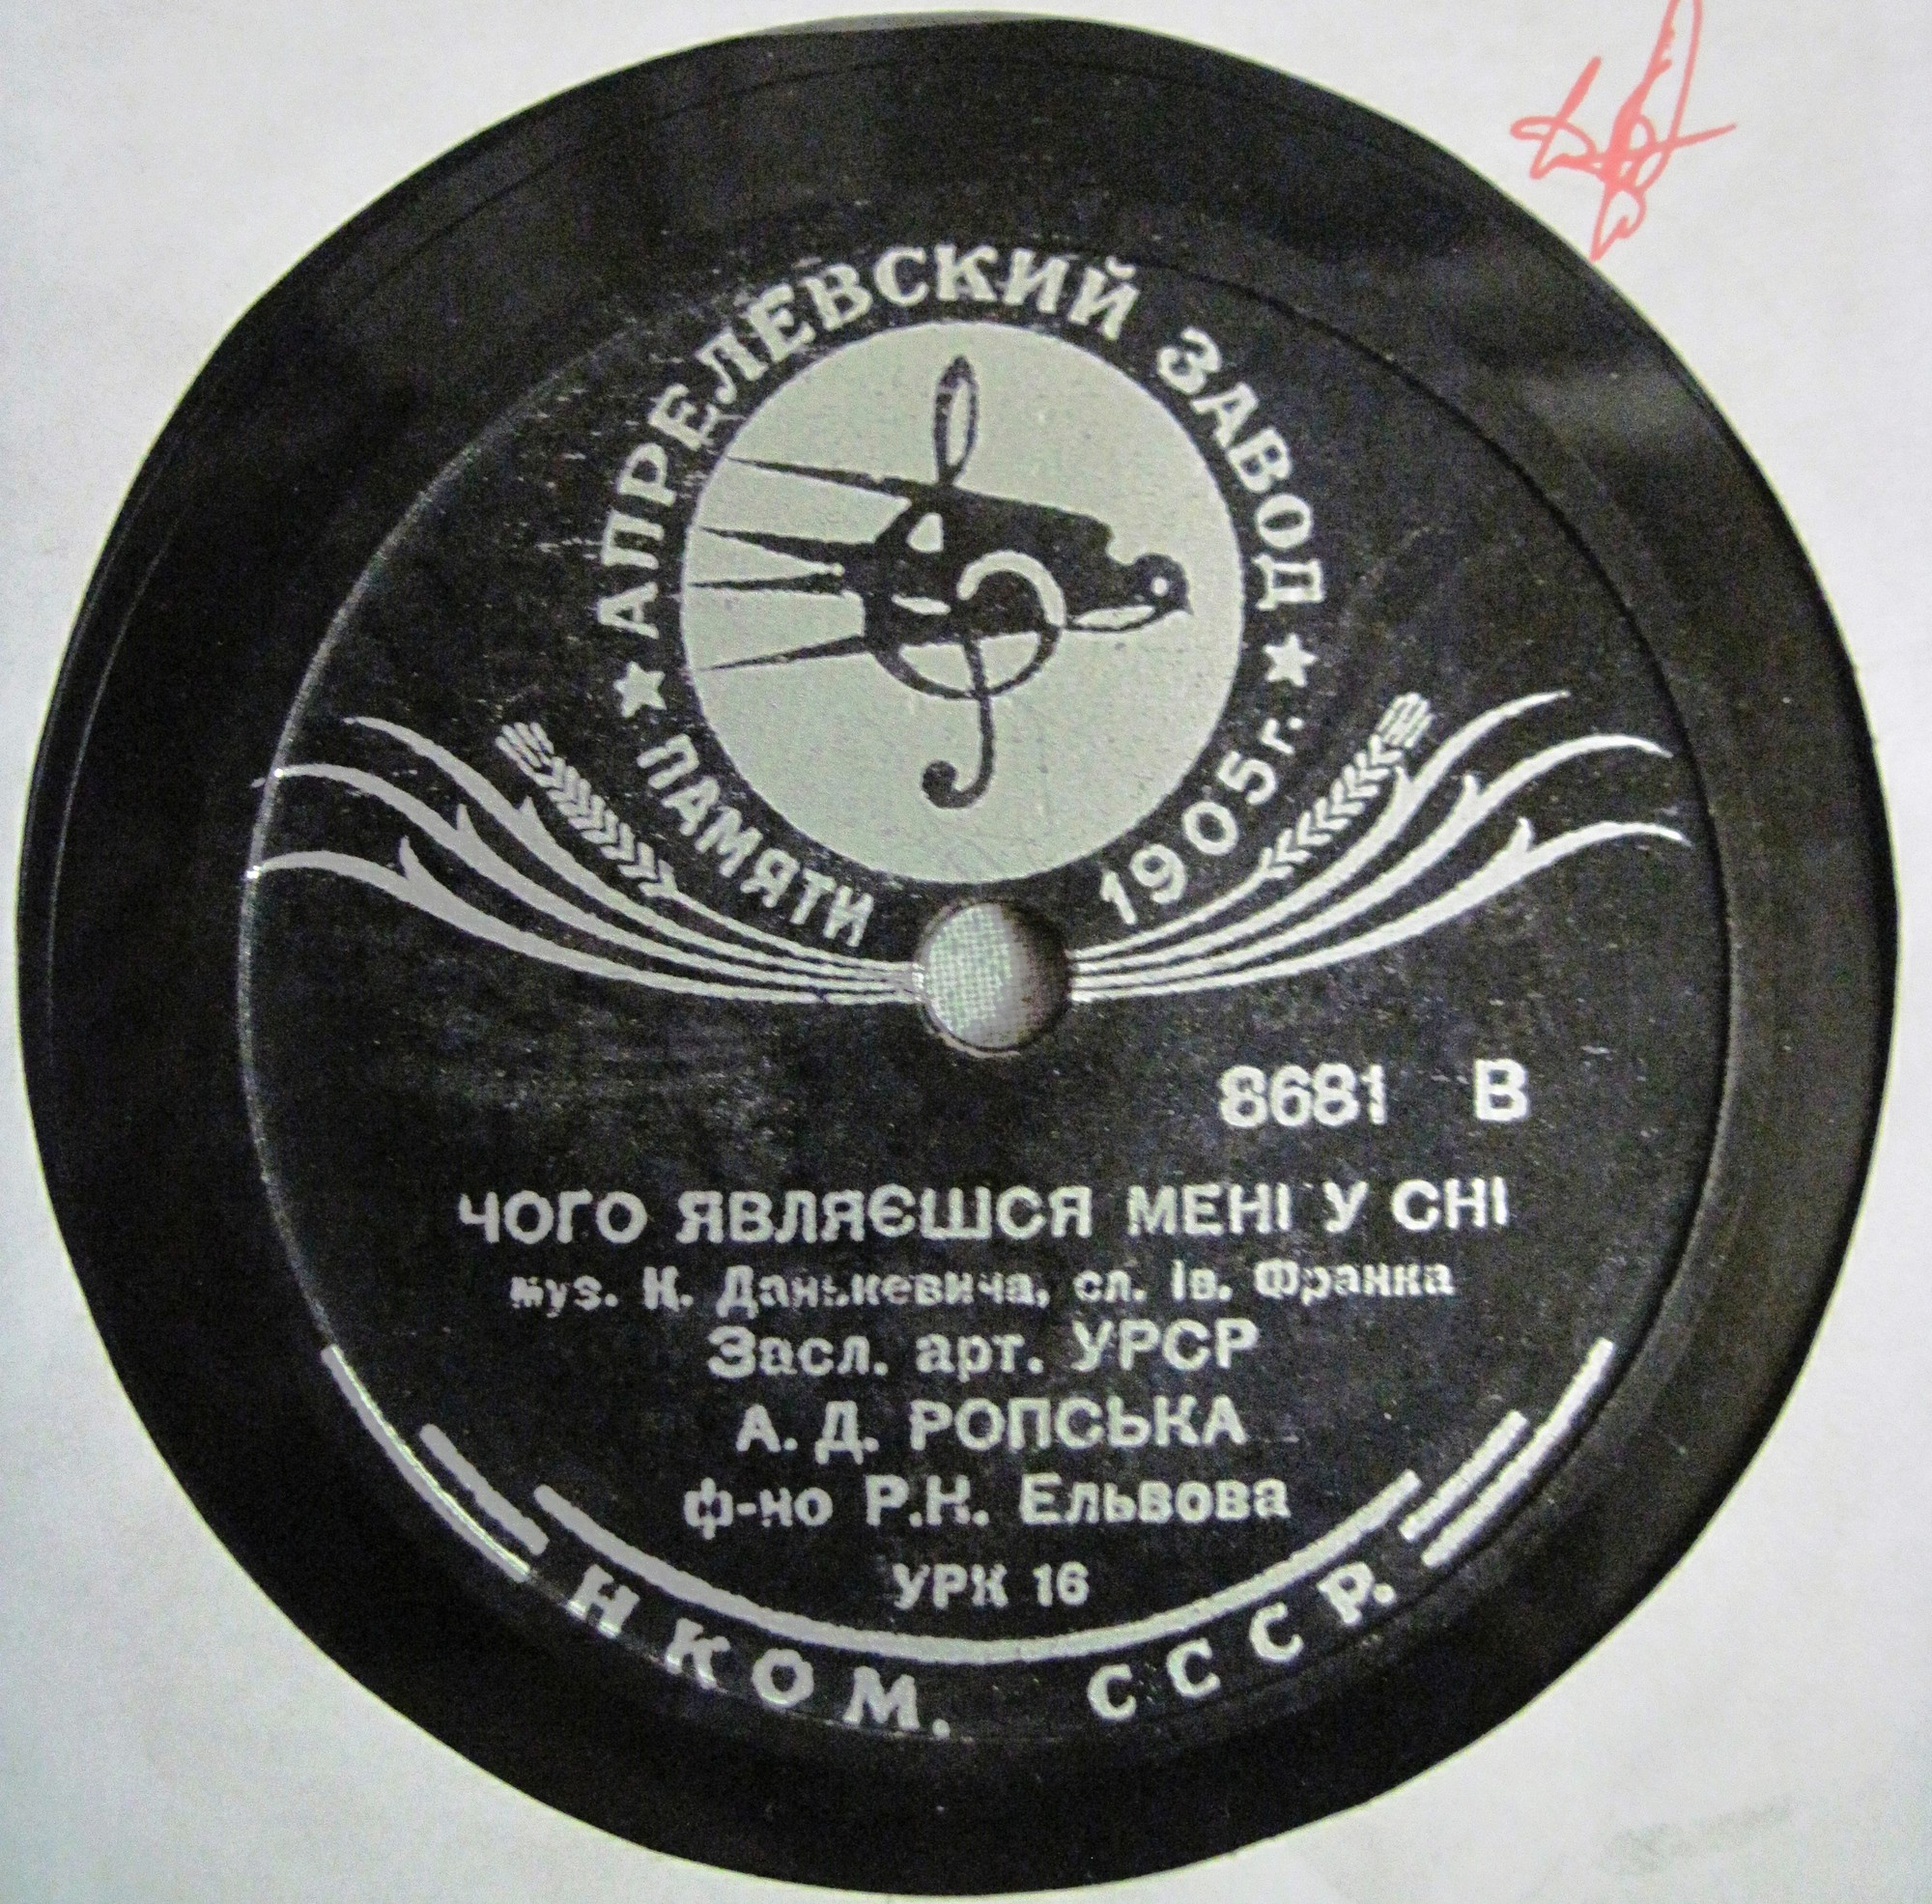 АПРЕЛЕВСКИЙ ЗАВОД
ПАМЯТИ 1905г.
8681 В
ЧОГО ЯВЛЯЄШСЯ МЕНІ У СНІ
муз. К. Данькевича, сл. Ів. Франка
Засл. арт. УРСР
А. Д. РОПСЬКА
ф-но Р.К. Ельвова
УРК 16
НКОМ. СССР.